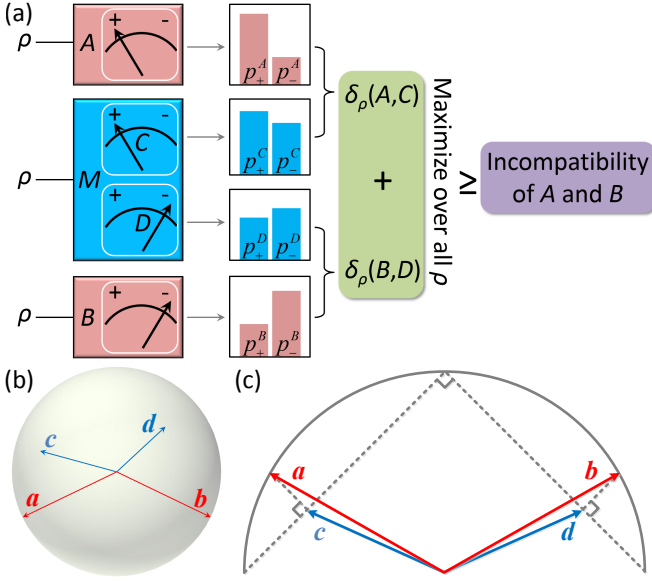 (a)
ρ A + - p₊ᴬ p₋ᴬ
ρ M + - C p₊ᶜ p₋ᶜ
+ - D p₊ᴰ p₋ᴰ
ρ B + - p₊ᴮ p₋ᴮ
δρ(A,C)
+
δρ(B,D)
Maximize over all ρ
≥
Incompatibility
of A and B
(b)
c d
a b
(c)
a b
c d